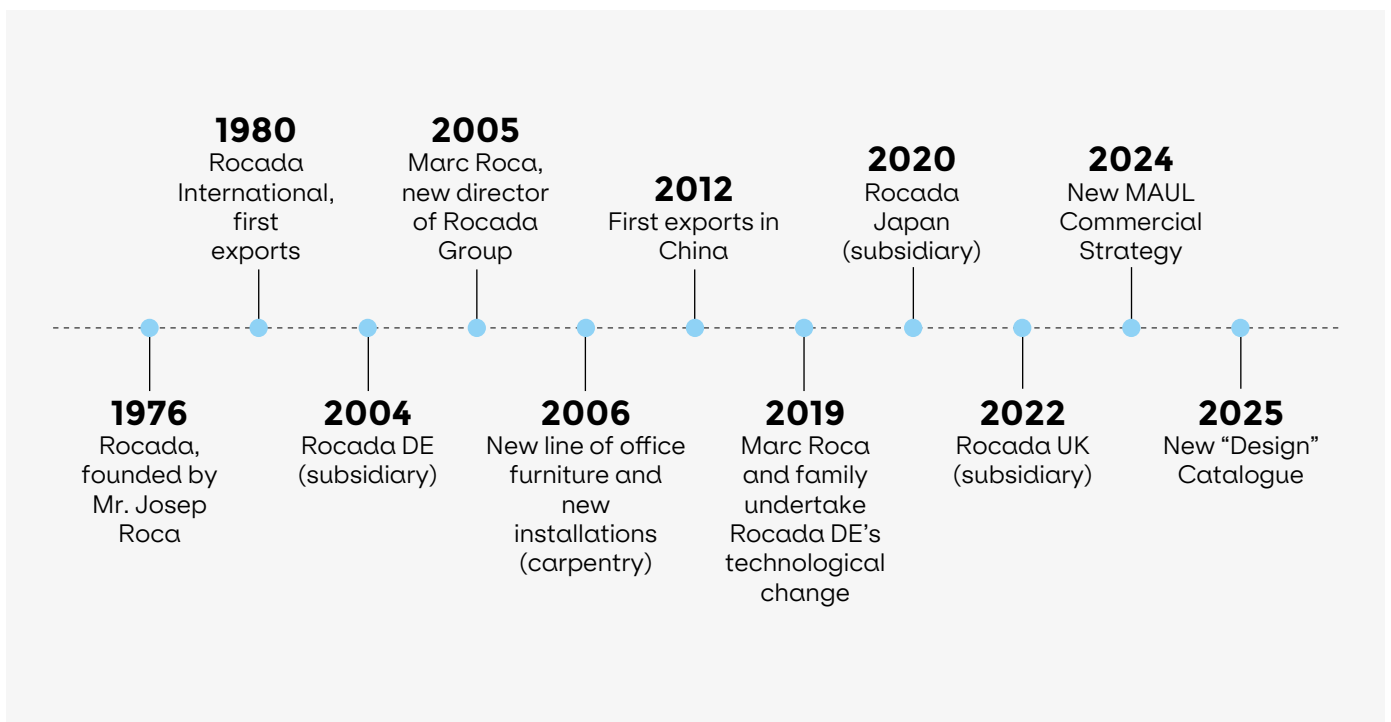 1976
Rocada,
founded by
Mr. Josep
Roca
1980
Rocada
International,
first
exports
2004
Rocada DE
(subsidiary)
2005
Marc Roca,
new director
of Rocada
Group
2006
New line of office
furniture and
new
installations
(carpentry)
2012
First exports in
China
2019
Marc Roca
and family
undertake
Rocada DE’s
technological
change
2020
Rocada
Japan
(subsidiary)
2022
Rocada UK
(subsidiary)
2024
New MAUL
Commercial
Strategy
2025
New “Design”
Catalogue